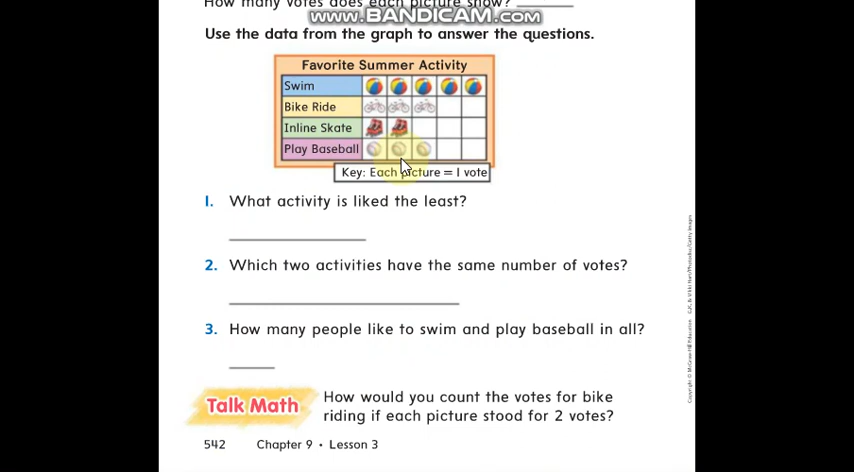 How many votes does each picture show?
www.BANDICAM.com
Use the data from the graph to answer the questions.
Favorite Summer Activity
Swim
Bike Ride
Inline Skate
Play Baseball
Key: Each picture = 1 vote
1. What activity is liked the least?
2. Which two activities have the same number of votes?
3. How many people like to swim and play baseball in all?
Talk Math
How would you count the votes for bike
riding if each picture stood for 2 votes?
542 Chapter 9 • Lesson 3